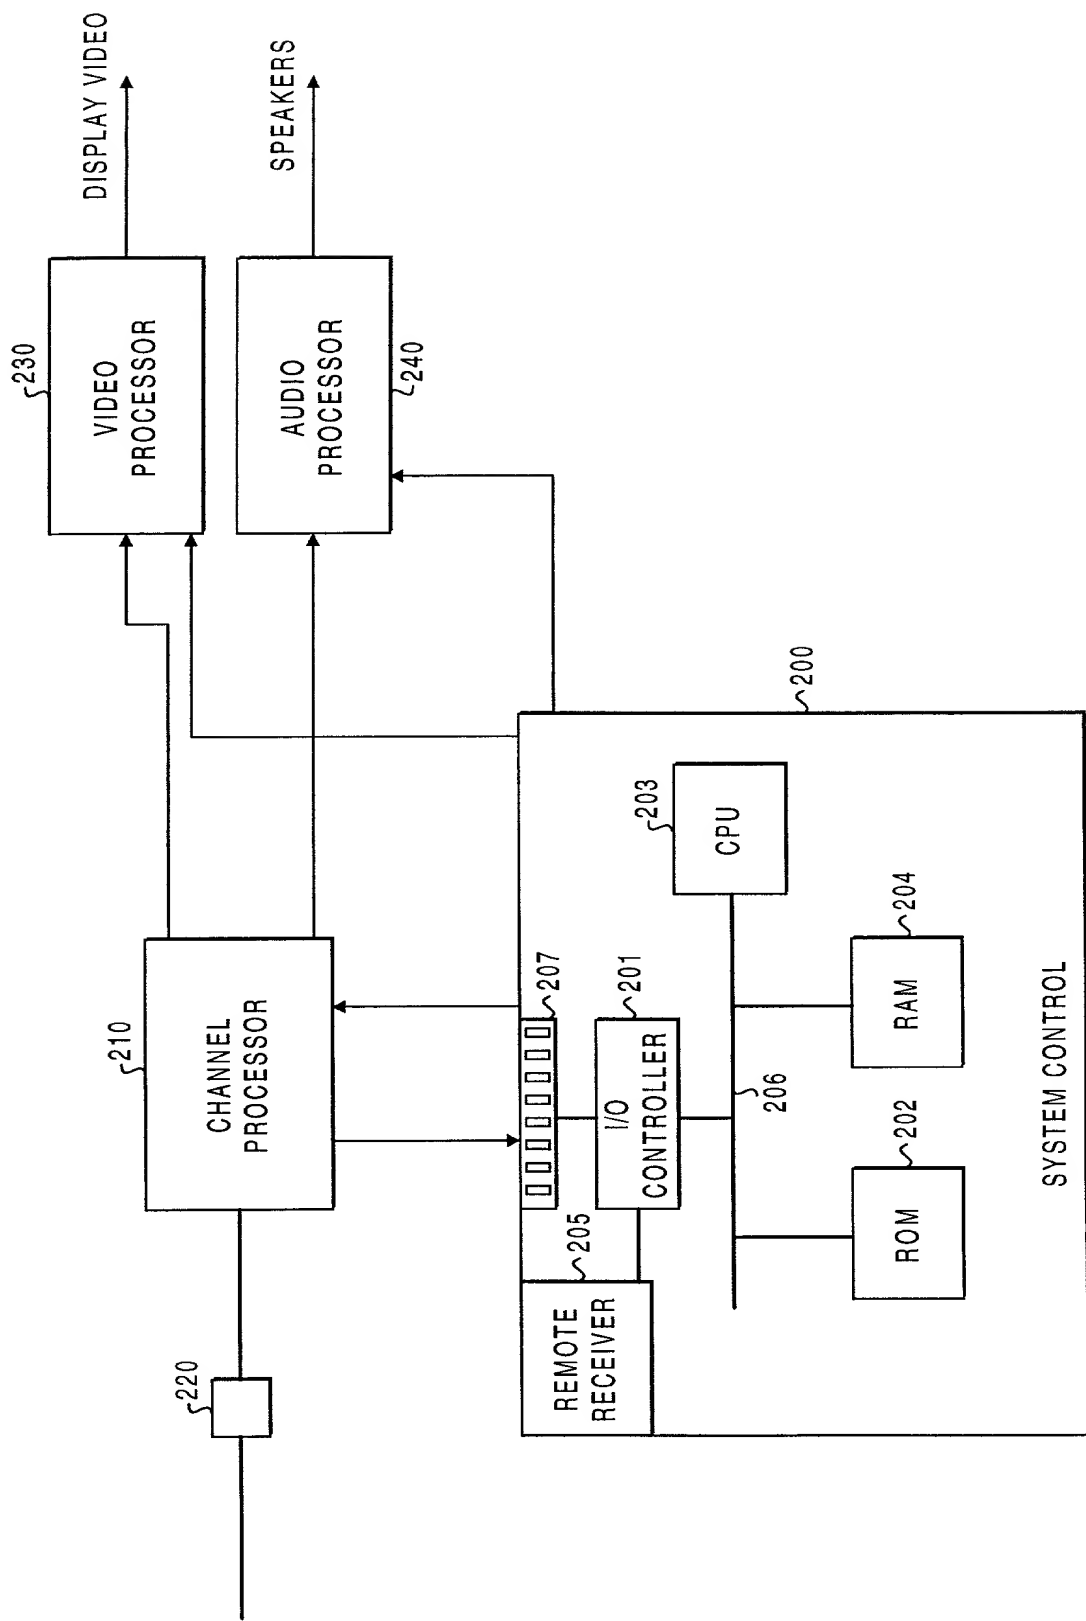 220
210
CHANNEL
PROCESSOR
230
VIDEO
PROCESSOR
DISPLAY VIDEO
AUDIO
PROCESSOR
240
SPEAKERS
REMOTE
RECEIVER
205
207
I/O
CONTROLLER
201
206
203
CPU
ROM
202
RAM
204
200
SYSTEM CONTROL